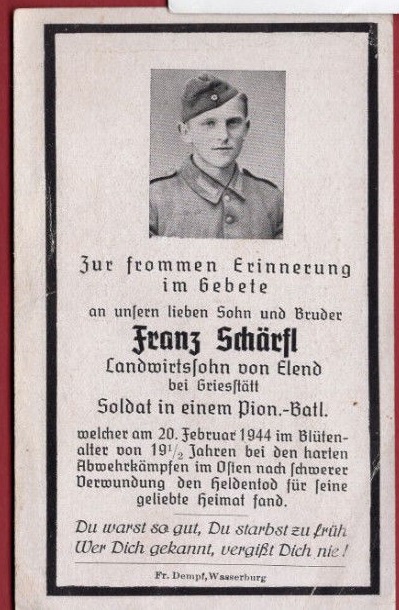 Zur frommen Erinnerung
im Gebete
an unsern lieben Sohn und Bruder
Franz Schärfl
Landwirtssohn von Elend
bei Griesstätt
Soldat in einem Pion.-Batl.
welcher am 20. Februar 1944 im Blüten-
alter von 19 1/2 Jahren bei den harten
Abwehrkämpfen im Osten nach schwerer
Verwundung den Heldentod für seine
geliebte Heimat fand.
Du warst so gut, Du starbst zu früh
Wer Dich gekannt, vergißt Dich nie!
Fr. Dempf, Wasserburg